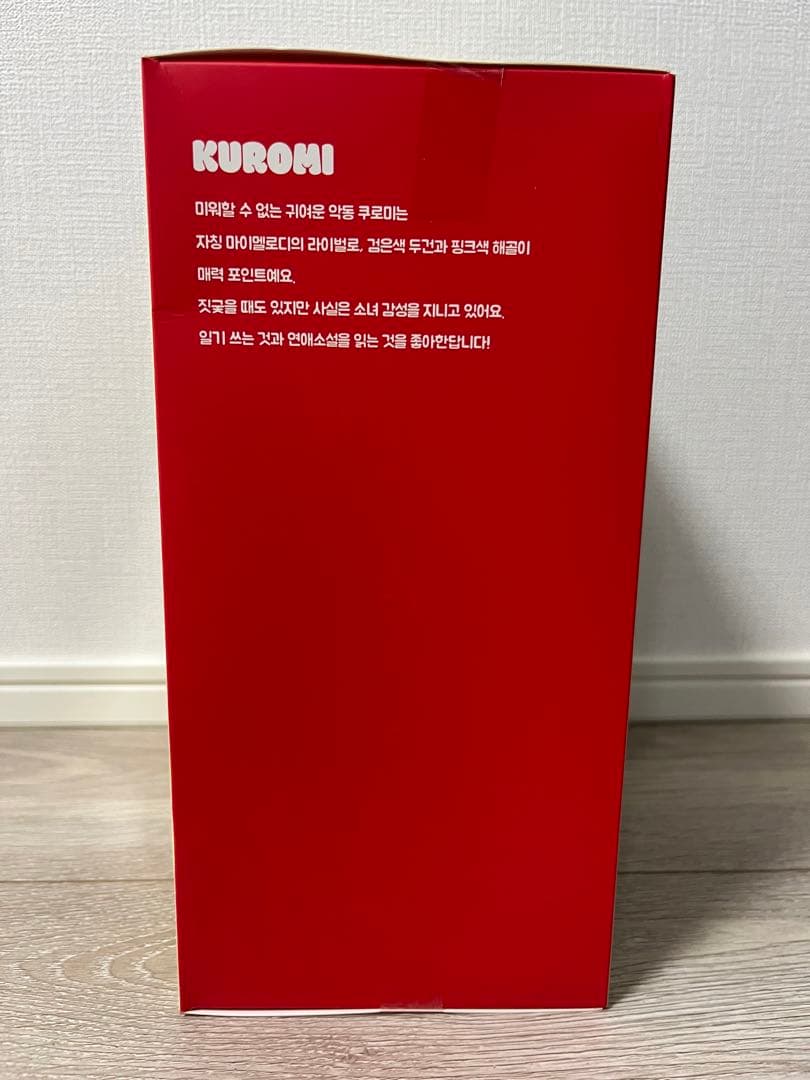 KUROMI
미워할 수 없는 귀여운 악동 쿠로미는
자칭 마이멜로디의 라이벌로, 검은색 두건과 핑크색 해골이
매력 포인트예요.
짓궂을 때도 있지만 사실은 소녀 감성을 지니고 있어요.
일기 쓰는 것과 연애소설을 읽는 것을 좋아한답니다!